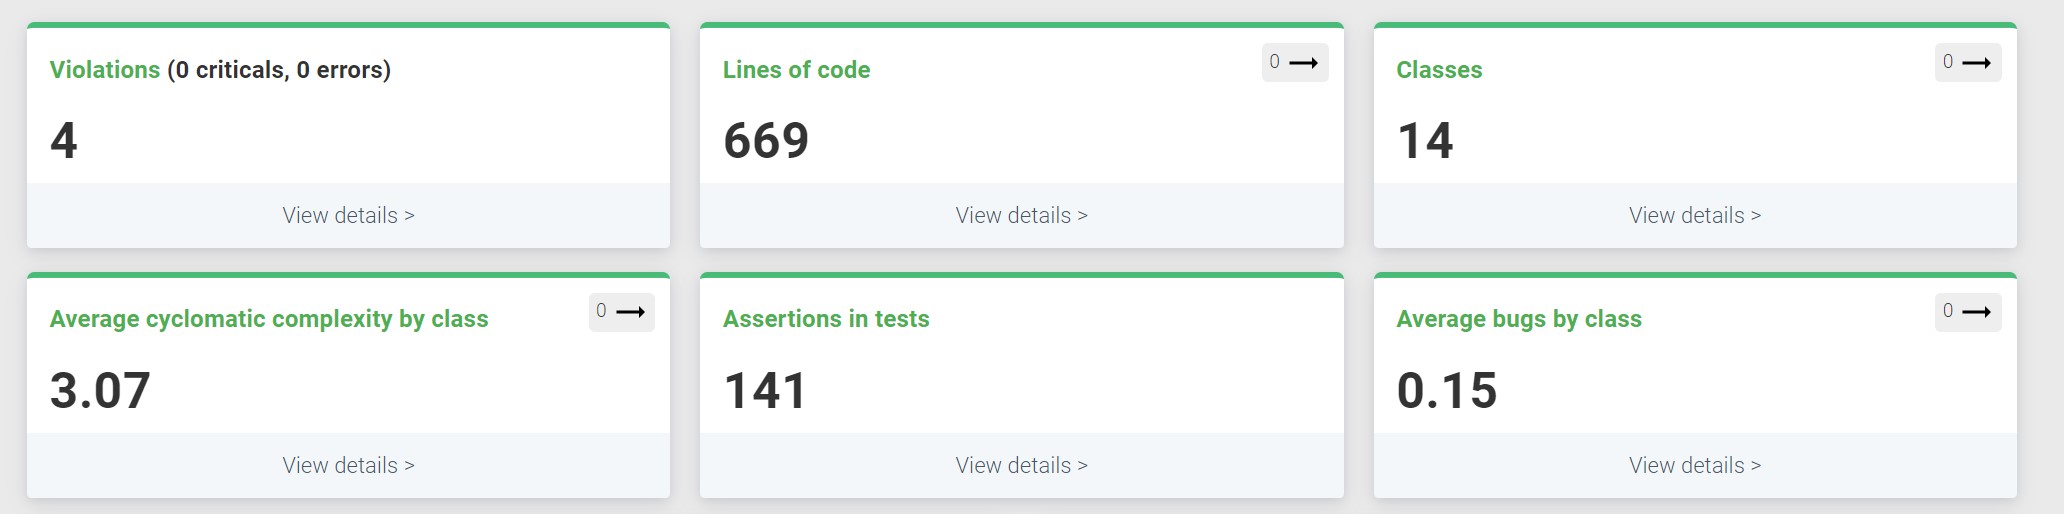 Violations (0 criticals, 0 errors)
4
View details >
Lines of code
0
669
View details >
Classes
0
14
View details >
Average cyclomatic complexity by class
0
3.07
View details >
Assertions in tests
141
View details >
Average bugs by class
0
0.15
View details >